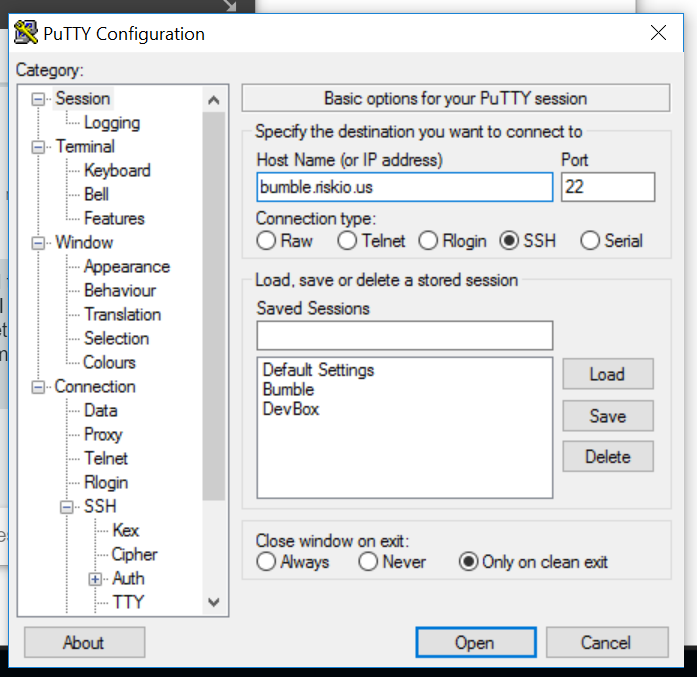 PuTTY Configuration
Category:
Session
Logging
Terminal
Keyboard
Bell
Features
Window
Appearance
Behaviour
Translation
Selection
Colours
Connection
Data
Proxy
Telnet
Rlogin
SSH
Kex
Cipher
Auth
TTY
Basic options for your PuTTY session
Specify the destination you want to connect to
Host Name (or IP address) Port
bumble.riskio.us 22
Connection type:
Raw Telnet Rlogin SSH Serial
Load, save or delete a stored session
Saved Sessions
Default Settings
Bumble
DevBox
Load
Save
Delete
Close window on exit:
Always Never Only on clean exit
About Open Cancel